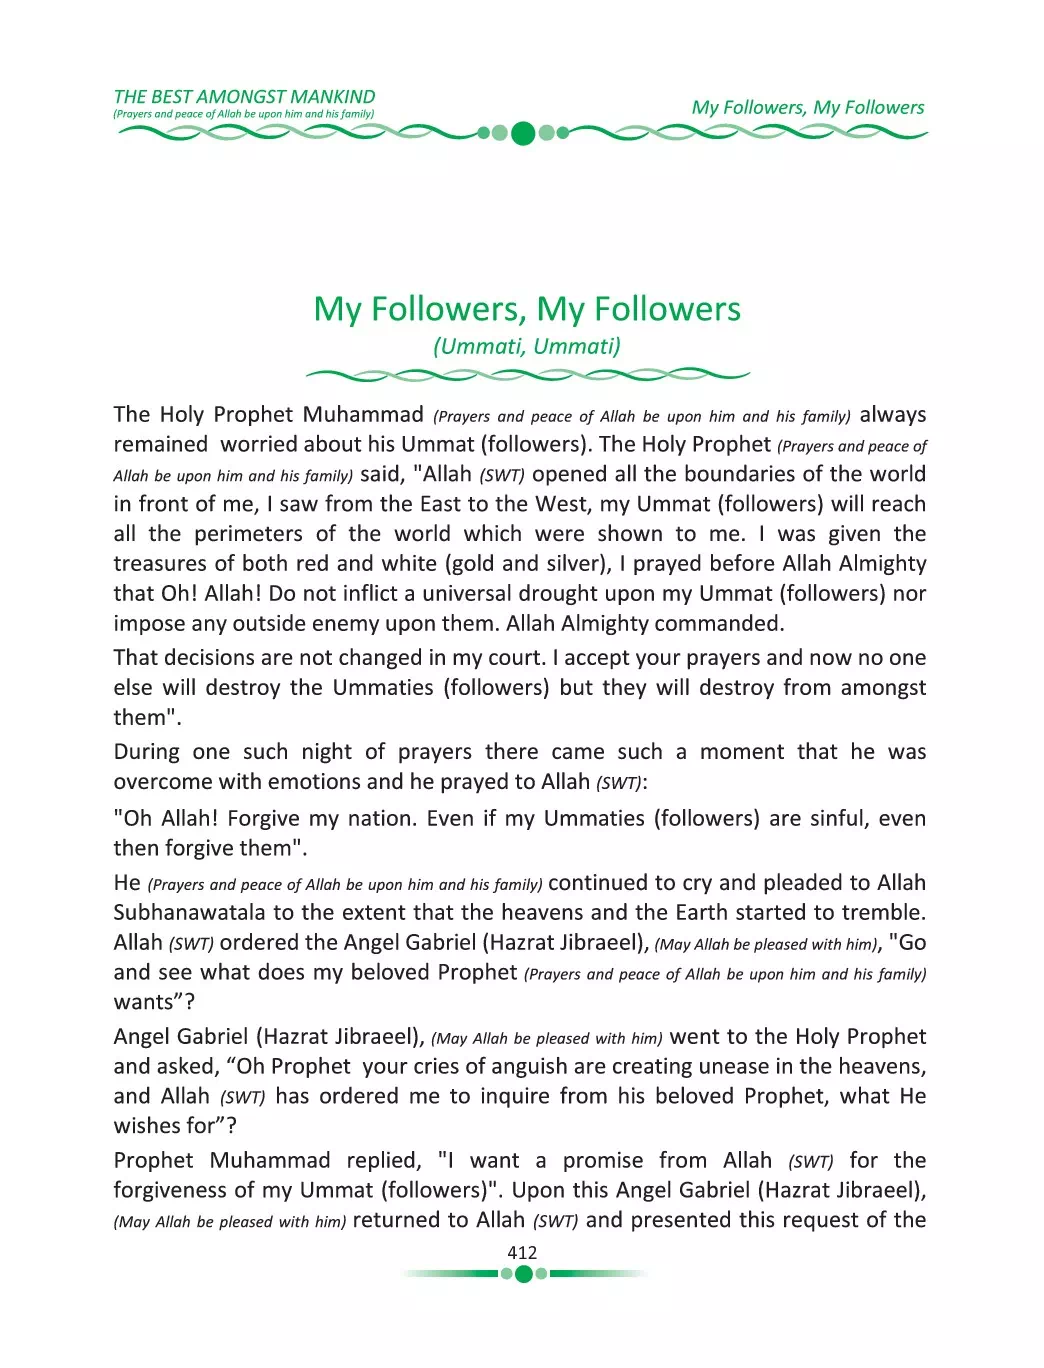 THE BEST AMONGST MANKIND
(Prayers and peace of Allah be upon him and his family)
My Followers, My Followers
My Followers, My Followers
(Ummati, Ummati)
The Holy Prophet Muhammad (Prayers and peace of Allah be upon him and his family) always
remained worried about his Ummat (followers). The Holy Prophet (Prayers and peace of
Allah be upon him and his family) said, "Allah (SWT) opened all the boundaries of the world
in front of me, I saw from the East to the West, my Ummat (followers) will reach
all the perimeters of the world which were shown to me. I was given the
treasures of both red and white (gold and silver), I prayed before Allah Almighty
that Oh! Allah! Do not inflict a universal drought upon my Ummat (followers) nor
impose any outside enemy upon them. Allah Almighty commanded.
That decisions are not changed in my court. I accept your prayers and now no one
else will destroy the Ummaties (followers) but they will destroy from amongst
them".
During one such night of prayers there came such a moment that he was
overcome with emotions and he prayed to Allah (SWT):
"Oh Allah! Forgive my nation. Even if my Ummaties (followers) are sinful, even
then forgive them".
He (Prayers and peace of Allah be upon him and his family) continued to cry and pleaded to Allah
Subhanawatala to the extent that the heavens and the Earth started to tremble.
Allah (SWT) ordered the Angel Gabriel (Hazrat Jibraeel), (May Allah be pleased with him), "Go
and see what does my beloved Prophet (Prayers and peace of Allah be upon him and his family)
wants”?
Angel Gabriel (Hazrat Jibraeel), (May Allah be pleased with him) went to the Holy Prophet
and asked, “Oh Prophet your cries of anguish are creating unease in the heavens,
and Allah (SWT) has ordered me to inquire from his beloved Prophet, what He
wishes for”?
Prophet Muhammad replied, "I want a promise from Allah (SWT) for the
forgiveness of my Ummat (followers)". Upon this Angel Gabriel (Hazrat Jibraeel),
(May Allah be pleased with him) returned to Allah (SWT) and presented this request of the
412